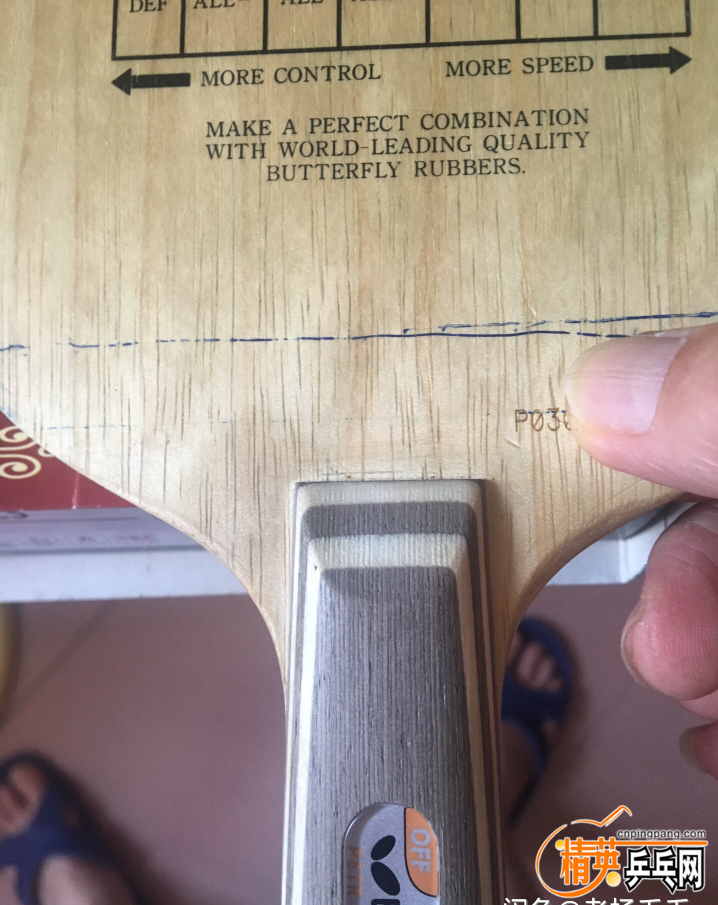 DEF ALL- ALL
MORE CONTROL MORE SPEED
MAKE A PERFECT COMBINATION
WITH WORLD-LEADING QUALITY
BUTTERFLY RUBBERS.
P03
OFF
cnpingpang.com
精英乒乓网